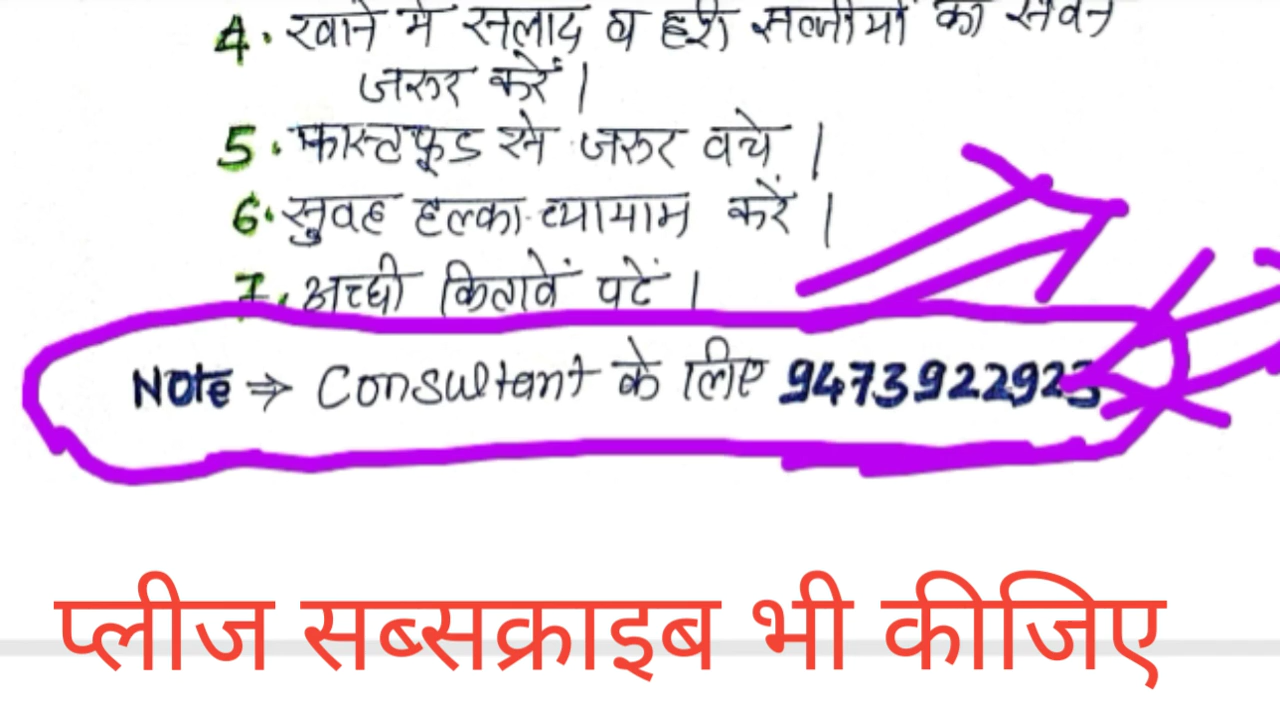 4. खाने मे सलाद व हरी सब्जीयों का सेवन
जरुर करें।
5. फास्टफूड से जरुर बचे।
6. सुवह हल्का व्यायाम करें।
7. अच्छी कितावें पढें।
Note ⇒ Consultant के लिए 9473922923
प्लीज सब्सक्राइब भी कीजिए